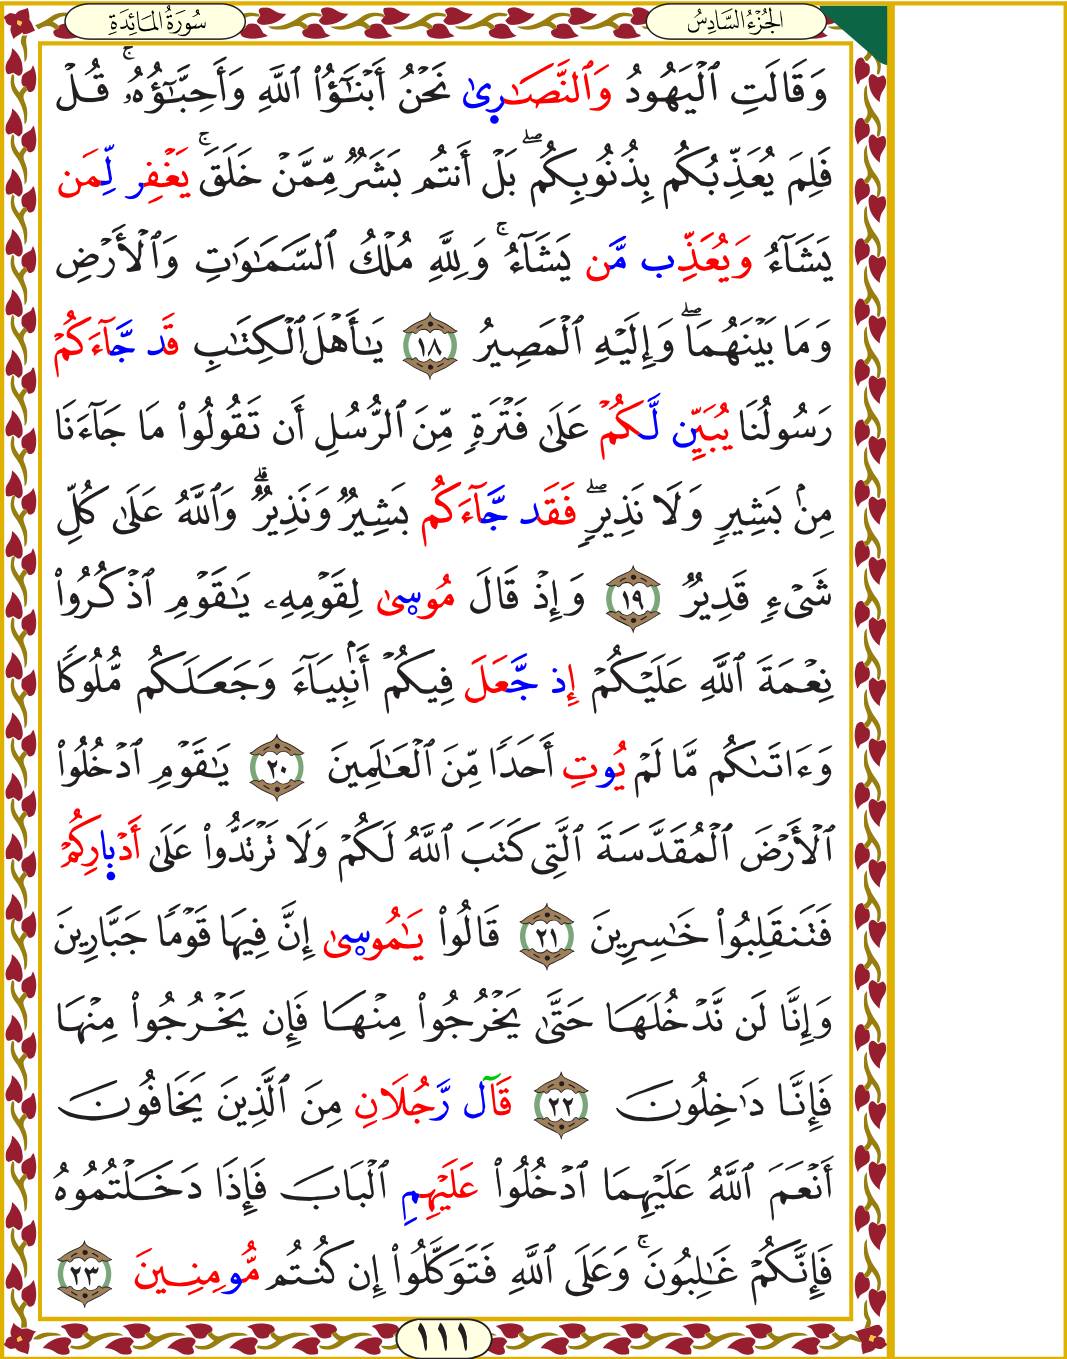 الجُزْءُ السَّادِسُ
سُورَةُ المَائِدَةِ
وَقَالَتِ ٱلْيَهُودُ وَٱلنَّصَـٰرِىٰ نَحْنُ أَبْنَـٰٓؤُا۟ ٱللَّهِ وَأَحِبَّـٰٓؤُهُۥ ۚ قُلْ
فَلِمَ يُعَذِّبُكُم بِذُنُوبِكُم ۖ بَلْ أَنتُم بَشَرٌ مِّمَّنْ خَلَقَ ۚ يَغْفِر لِّمَن
يَشَآءُ وَيُعَذِّب مَّن يَشَآءُ ۚ وَلِلَّهِ مُلْكُ ٱلسَّمَـٰوَٰتِ وَٱلْأَرْضِ
وَمَا بَيْنَهُمَا ۖ وَإِلَيْهِ ٱلْمَصِيرُ ١٨ يَـٰٓأَهْلَ ٱلْكِتَـٰبِ قَد جَّآءَكُمْ
رَسُولُنَا يُبَيِّن لَّكُمْ عَلَىٰ فَتْرَةٍ مِّنَ ٱلرُّسُلِ أَن تَقُولُوا۟ مَا جَآءَنَا
مِنۢ بَشِيرٍ وَلَا نَذِيرٍ ۖ فَقَد جَّآءَكُم بَشِيرٌ وَنَذِيرٌ ۗ وَٱللَّهُ عَلَىٰ كُلِّ
شَىْءٍ قَدِيرٌ ١٩ وَإِذْ قَالَ مُوسِىٰ لِقَوْمِهِۦ يَـٰقَوْمِ ٱذْكُرُوا۟
نِعْمَةَ ٱللَّهِ عَلَيْكُمْ إِذ جَّعَلَ فِيكُمْ أَنۢبِيَآءَ وَجَعَلَكُم مُّلُوكًا
وَءَاتَىٰكُم مَّا لَمْ يُوتِ أَحَدًا مِّنَ ٱلْعَـٰلَمِينَ ٢٠ يَـٰقَوْمِ ٱدْخُلُوا۟
ٱلْأَرْضَ ٱلْمُقَدَّسَةَ ٱلَّتِى كَتَبَ ٱللَّهُ لَكُمْ وَلَا تَرْتَدُّوا۟ عَلَىٰ أَدْبِـٰرِكُمْ
فَتَنقَلِبُوا۟ خَـٰسِرِينَ ٢١ قَالُوا۟ يَـٰمُوسِىٰ إِنَّ فِيهَا قَوْمًا جَبَّارِينَ
وَإِنَّا لَن نَّدْخُلَهَا حَتَّىٰ يَخْرُجُوا۟ مِنْهَا فَإِن يَخْرُجُوا۟ مِنْهَا
فَإِنَّا دَٰخِلُونَ ٢٢ قَآل رَّجُلَانِ مِنَ ٱلَّذِينَ يَخَافُونَ
أَنْعَمَ ٱللَّهُ عَلَيْهِمَا ٱدْخُلُوا۟ عَلَيْهِمِ ٱلْبَابَ فَإِذَا دَخَلْتُمُوهُ
فَإِنَّكُمْ غَـٰلِبُونَ ۚ وَعَلَى ٱللَّهِ فَتَوَكَّلُوا۟ إِن كُنتُم مُّومِنِينَ ٢٣
١١١